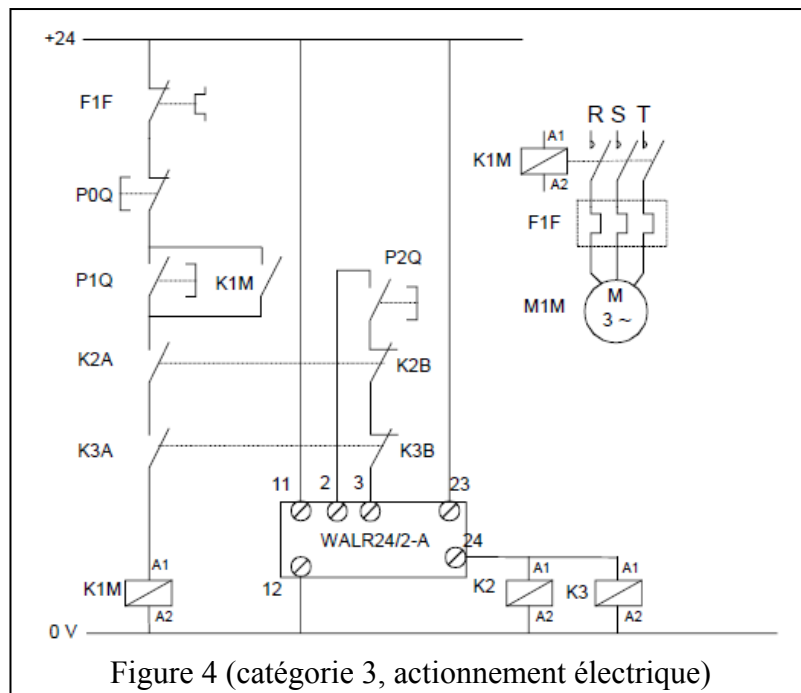 +24
F1F
R S T
A1
K1M
A2
P0Q
F1F
P2Q
P1Q
K1M
M1M
M
3 ~
K2A
K2B
K3A
K3B
11
2
3
23
WALR24/2-A
24
12
A1
K1M
A2
K2
A1
A2
K3
A1
A2
0 V
Figure 4 (catégorie 3, actionnement électrique)